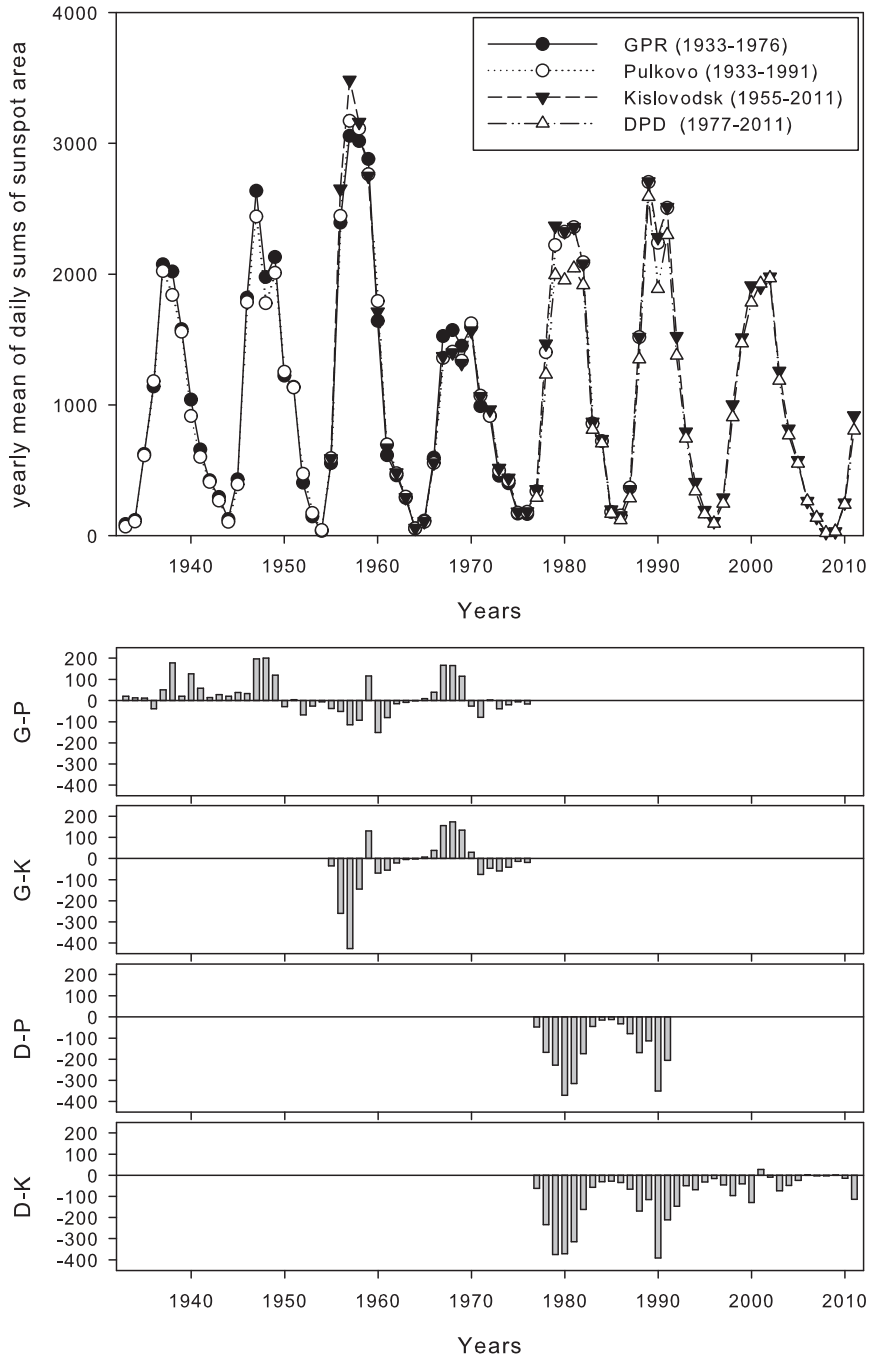 yearly mean of daily sums of sunspot area
4000
3000
2000
1000
0
GPR (1933-1976)
Pulkovo (1933-1991)
Kislovodsk (1955-2011)
DPD (1977-2011)
1940 1950 1960 1970 1980 1990 2000 2010
Years
G-P
200
100
0
-100
-200
-300
-400
G-K
200
100
0
-100
-200
-300
-400
D-P
200
100
0
-100
-200
-300
-400
D-K
200
100
0
-100
-200
-300
-400
1940 1950 1960 1970 1980 1990 2000 2010
Years